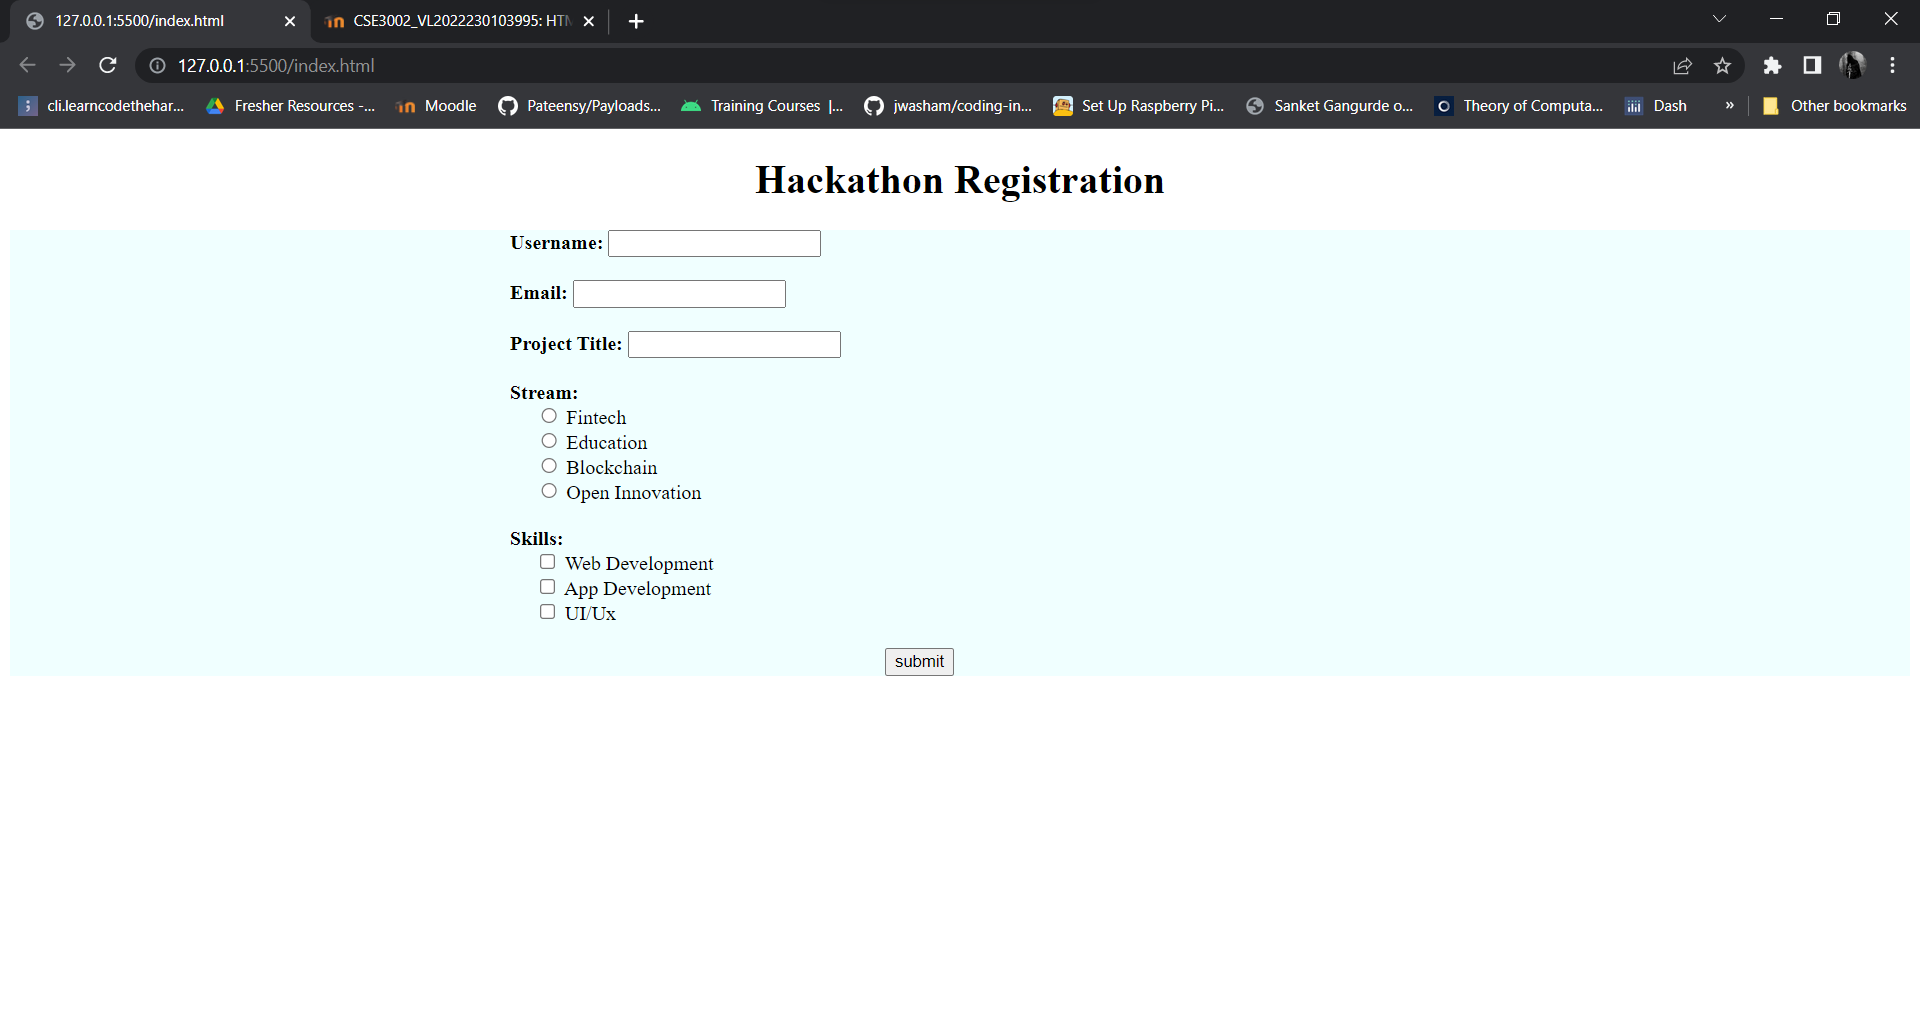 127.0.0.1:5500/index.html
CSE3002_VL2022230103995: HTM
127.0.0.1:5500/index.html
cli.learncodethehar... Fresher Resources -... Moodle Pateensy/Payloads... Training Courses |... jwasham/coding-in... Set Up Raspberry Pi... Sanket Gangurde o... Theory of Computa... Dash » Other bookmarks
Hackathon Registration
Username:
Email:
Project Title:
Stream:
Fintech
Education
Blockchain
Open Innovation
Skills:
Web Development
App Development
UI/Ux
submit